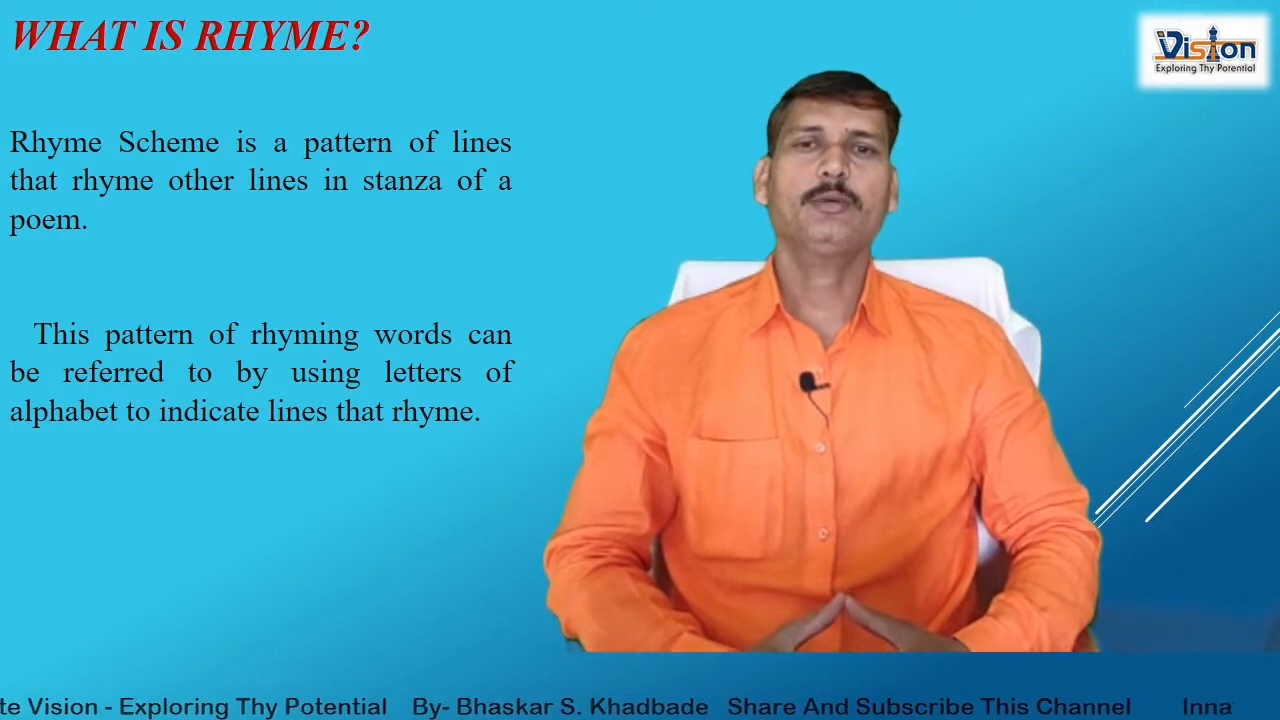 WHAT IS RHYME?
Vision
Exploring Thy Potential
Rhyme Scheme is a pattern of lines
that rhyme other lines in stanza of a
poem.
This pattern of rhyming words can
be referred to by using letters of
alphabet to indicate lines that rhyme.
te Vision - Exploring Thy Potential By- Bhaskar S. Khadbade Share And Subscribe This Channel Inna